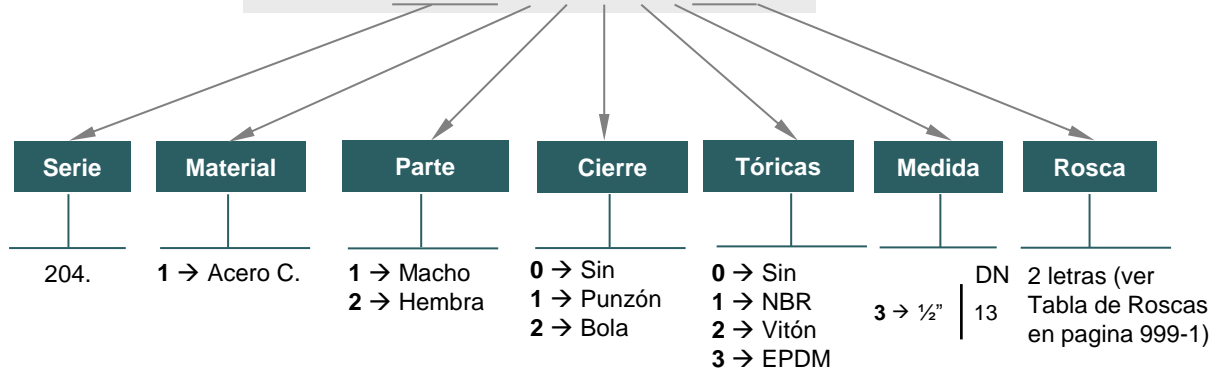 Serie
Material
Parte
Cierre
Tóricas
Medida
Rosca
204.
1 → Acero C.
1 → Macho
2 → Hembra
0 → Sin
1 → Punzón
2 → Bola
0 → Sin
1 → NBR
2 → Vitón
3 → EPDM
DN
3 → ½” 13
2 letras (ver
Tabla de Roscas
en pagina 999-1)